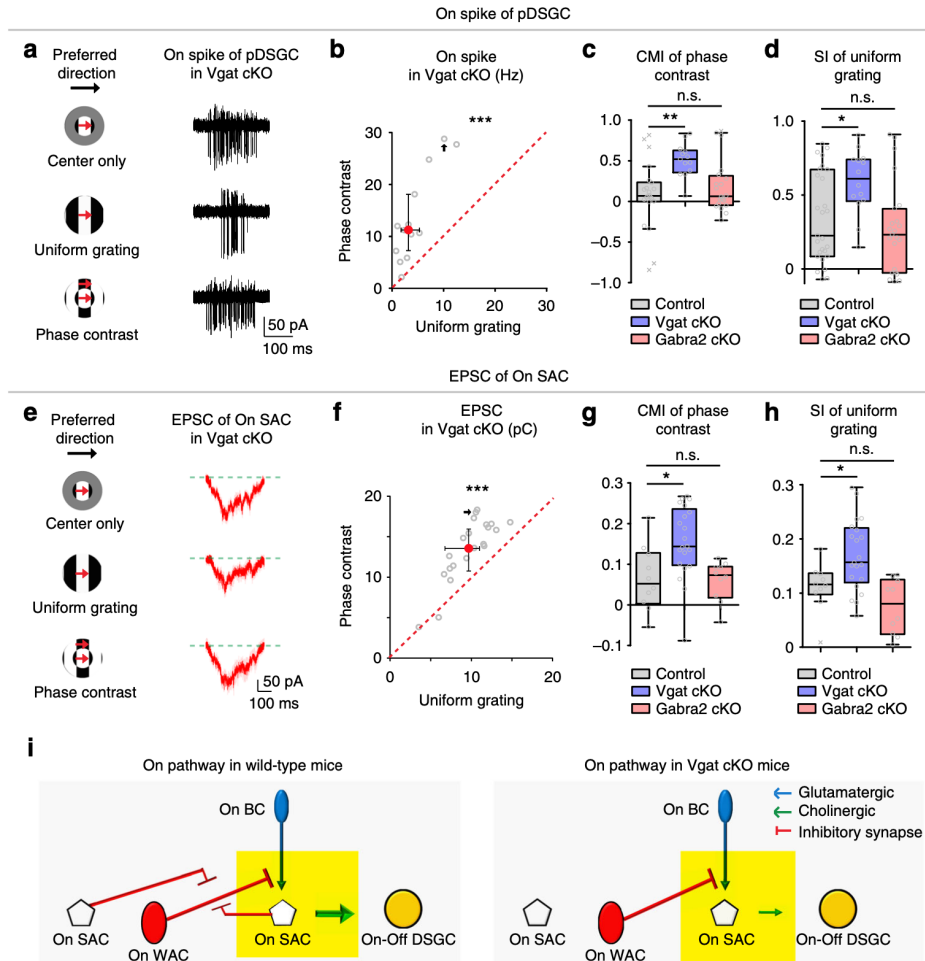 On spike of pDSGC
a
Preferred
direction
On spike of pDSGC
in Vgat cKO
Center only
Uniform grating
Phase contrast
50 pA
100 ms
b
On spike
in Vgat cKO (Hz)
***
30
20
10
0
0
10
20
30
Phase contrast
Uniform grating
c
CMI of phase
contrast
n.s.
**
1.0
0.5
0
−0.5
−1.0
Control
Vgat cKO
Gabra2 cKO
d
SI of uniform
grating
n.s.
*
1.0
0.5
0
Control
Vgat cKO
Gabra2 cKO
EPSC of On SAC
e
Preferred
direction
EPSC of On SAC
in Vgat cKO
Center only
Uniform grating
Phase contrast
50 pA
100 ms
f
EPSC
in Vgat cKO (pC)
***
20
10
0
0
10
20
Phase contrast
Uniform grating
g
CMI of phase
contrast
n.s.
*
0.3
0.2
0.1
0
−0.1
Control
Vgat cKO
Gabra2 cKO
h
SI of uniform
grating
n.s.
*
0.3
0.2
0.1
0
Control
Vgat cKO
Gabra2 cKO
i
On pathway in wild-type mice
On BC
On SAC
On WAC
On SAC
On-Off DSGC
On pathway in Vgat cKO mice
Glutamatergic
Cholinergic
Inhibitory synapse
On BC
On SAC
On WAC
On SAC
On-Off DSGC